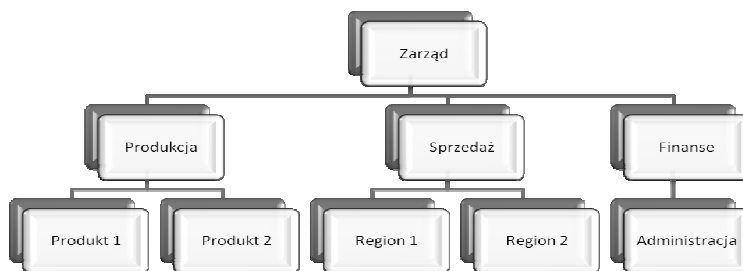 Zarząd
Produkcja
Sprzedaż
Finanse
Produkt 1
Produkt 2
Region 1
Region 2
Administracja